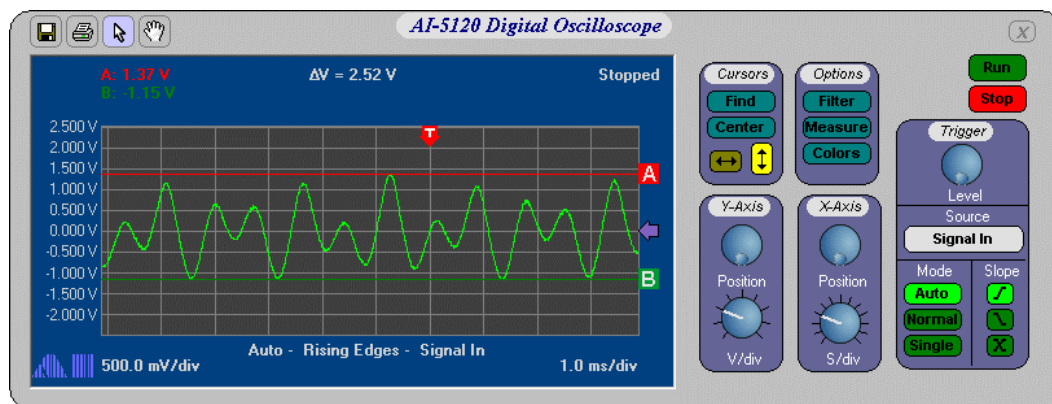 AI-5120 Digital Oscilloscope
X
A: 1.37 V
ΔV = 2.52 V
Stopped
B: -1.15 V
T
2.500 V
2.000 V
1.500 V
1.000 V
0.500 V
0.000 V
-0.500 V
-1.000 V
-1.500 V
-2.000 V
A
B
Auto - Rising Edges - Signal In
500.0 mV/div
1.0 ms/div
Cursors
Find
Center
Options
Filter
Measure
Colors
Run
Stop
Y-Axis
Position
V/div
X-Axis
Position
S/div
Trigger
Level
Source
Signal In
Mode
Slope
Auto
Normal
Single
X